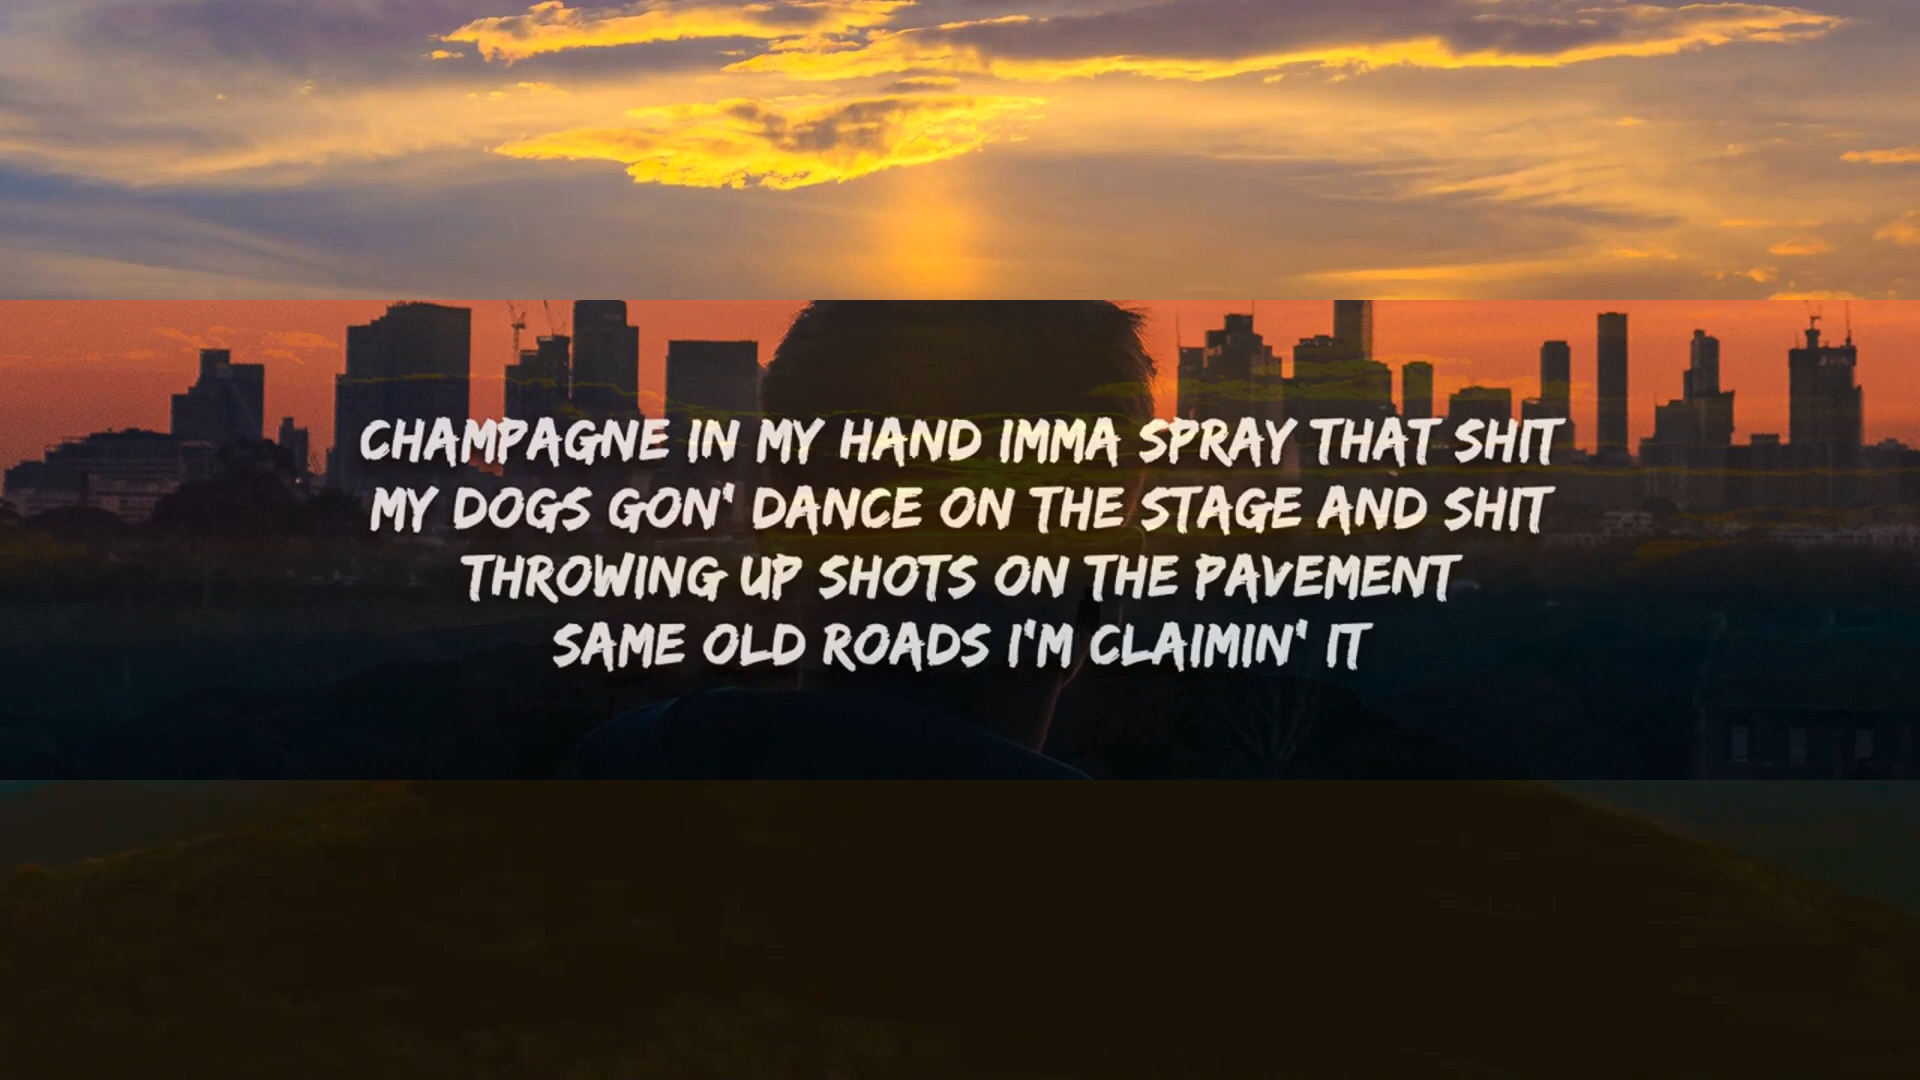 CHAMPAGNE IN MY HAND IMMA SPRAY THAT SHIT
MY DOGS GON' DANCE ON THE STAGE AND SHIT
THROWING UP SHOTS ON THE PAVEMENT
SAME OLD ROADS I'M CLAIMIN' IT